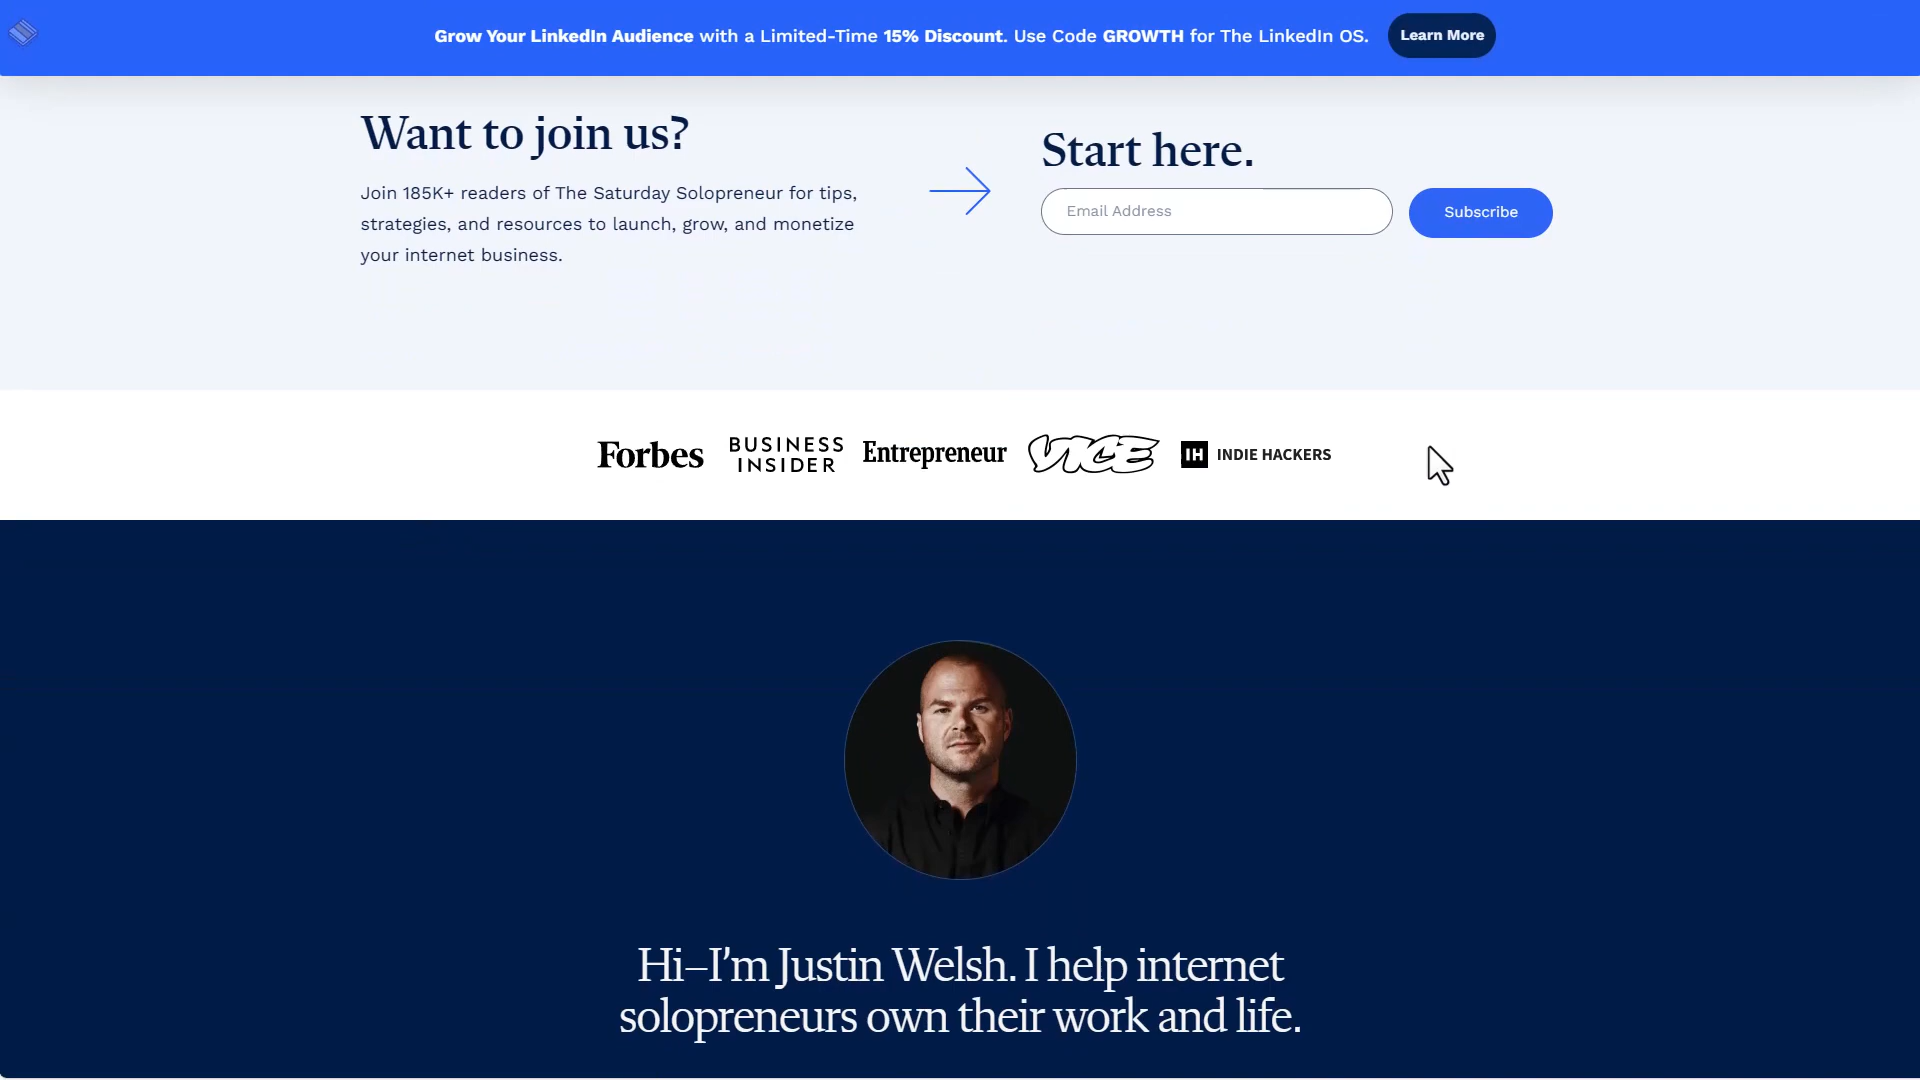 Grow Your LinkedIn Audience with a Limited-Time 15% Discount. Use Code GROWTH for The LinkedIn OS.
Learn More
Want to join us?
Join 185K+ readers of The Saturday Solopreneur for tips,
strategies, and resources to launch, grow, and monetize
your internet business.
Start here.
Email Address
Subscribe
Forbes
BUSINESS
INSIDER
Entrepreneur
VICE
IH INDIE HACKERS
Hi—I’m Justin Welsh. I help internet
solopreneurs own their work and life.